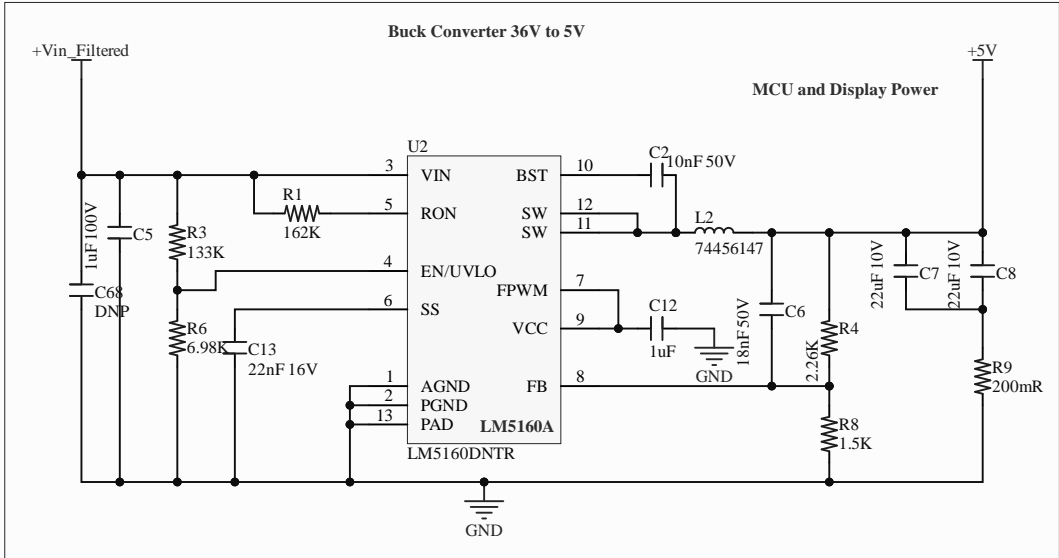 Buck Converter 36V to 5V
+Vin_Filtered
+5V
MCU and Display Power
U2
C2
10nF 50V
3
VIN
BST
10
R1
162K
5
RON
SW
12
SW
11
L2
74456147
1uF 100V
C5
R3
133K
4
EN/UVLO
FPWM
7
C68
DNP
6
SS
VCC
9
C12
1uF
GND
18nF 50V
C6
2.26K
R4
22uF 10V
C7
22uF 10V
C8
R6
6.98K
C13
22nF 16V
1
AGND
FB
8
2
PGND
13
PAD
LM5160A
LM5160DNTR
R8
1.5K
R9
200mR
GND